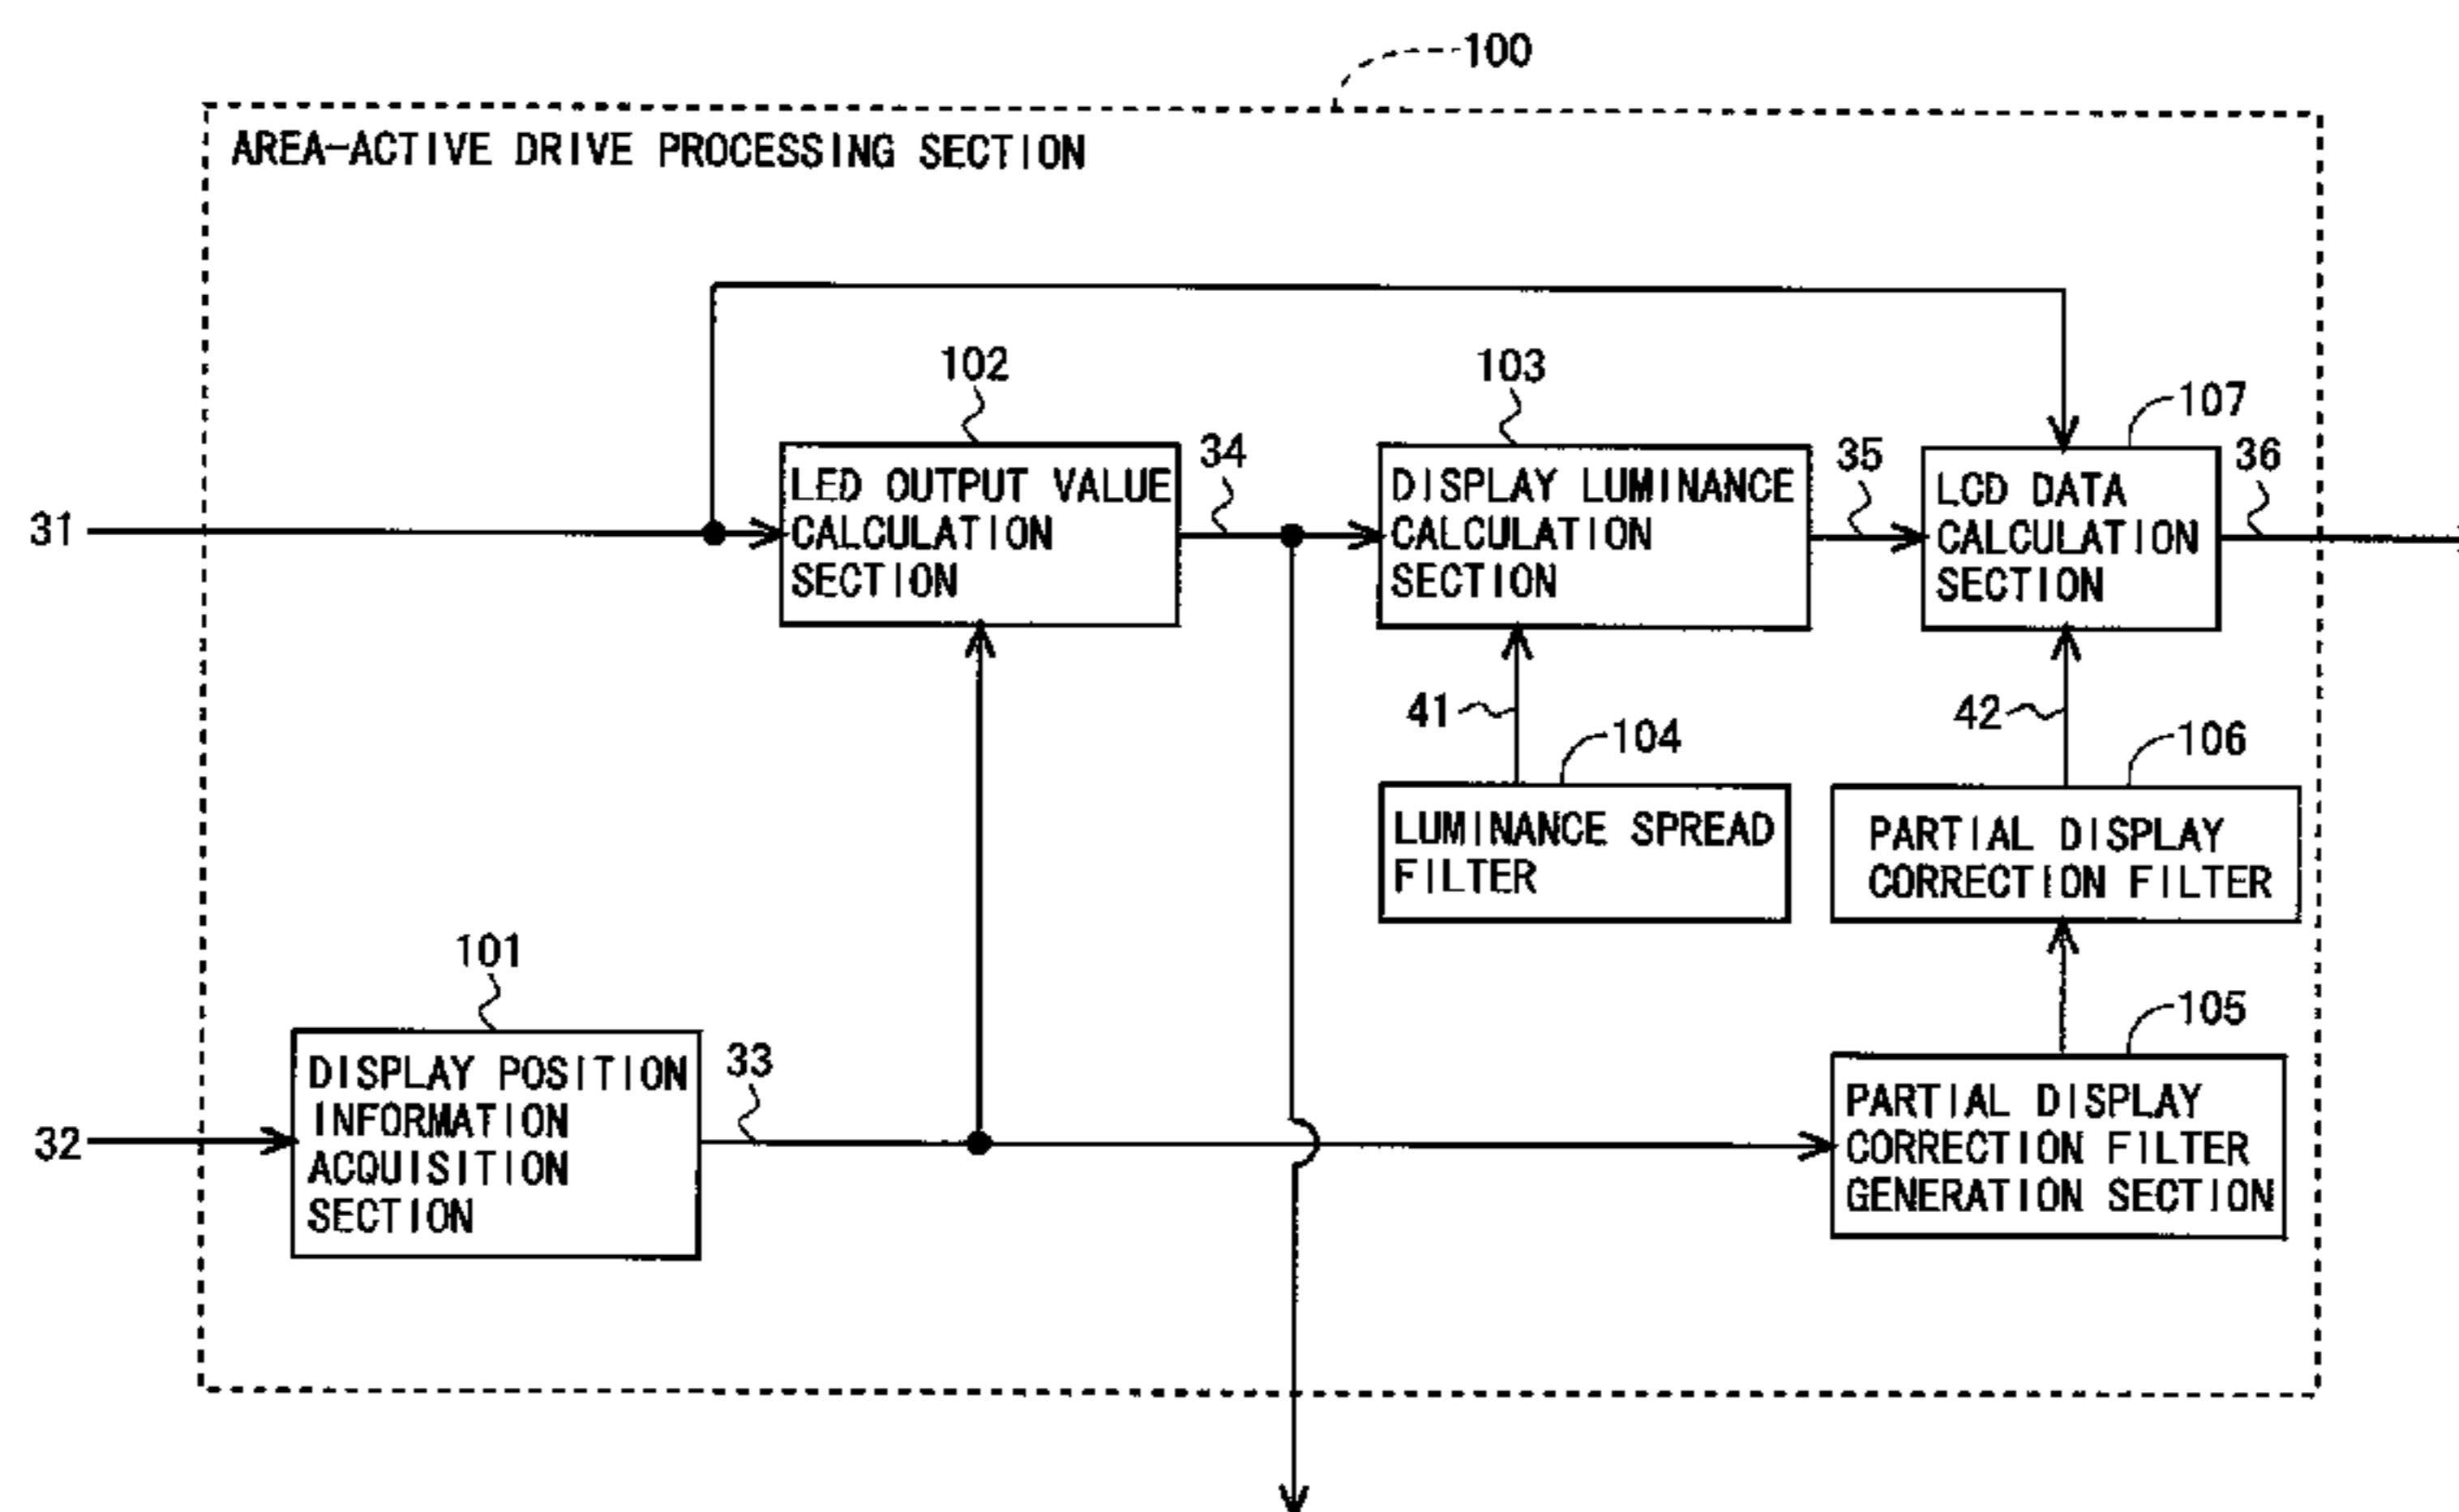 100
AREA-ACTIVE DRIVE PROCESSING SECTION
102
103
107
31
LED OUTPUT VALUE
CALCULATION
SECTION
34
DISPLAY LUMINANCE
CALCULATION
SECTION
35
LCD DATA
CALCULATION
SECTION
36
41
104
42
106
LUMINANCE SPREAD
FILTER
PARTIAL DISPLAY
CORRECTION FILTER
101
105
32
DISPLAY POSITION
INFORMATION
ACQUISITION
SECTION
33
PARTIAL DISPLAY
CORRECTION FILTER
GENERATION SECTION